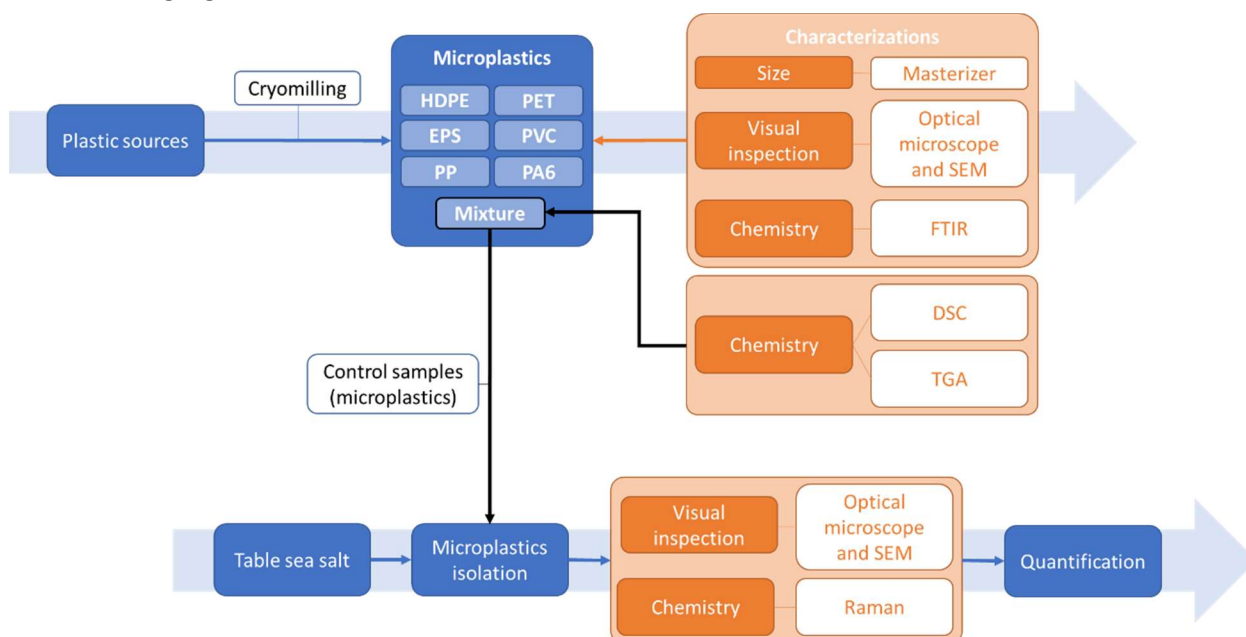 Characterizations
Microplastics
Size
Masterizer
Cryomilling
HDPE
PET
Plastic sources
EPS
PVC
Visual
inspection
Optical
microscope
and SEM
PP
PA6
Mixture
Chemistry
FTIR
Chemistry
DSC
TGA
Control samples
(microplastics)
Table sea salt
Microplastics
isolation
Visual
inspection
Optical
microscope
and SEM
Chemistry
Raman
Quantification